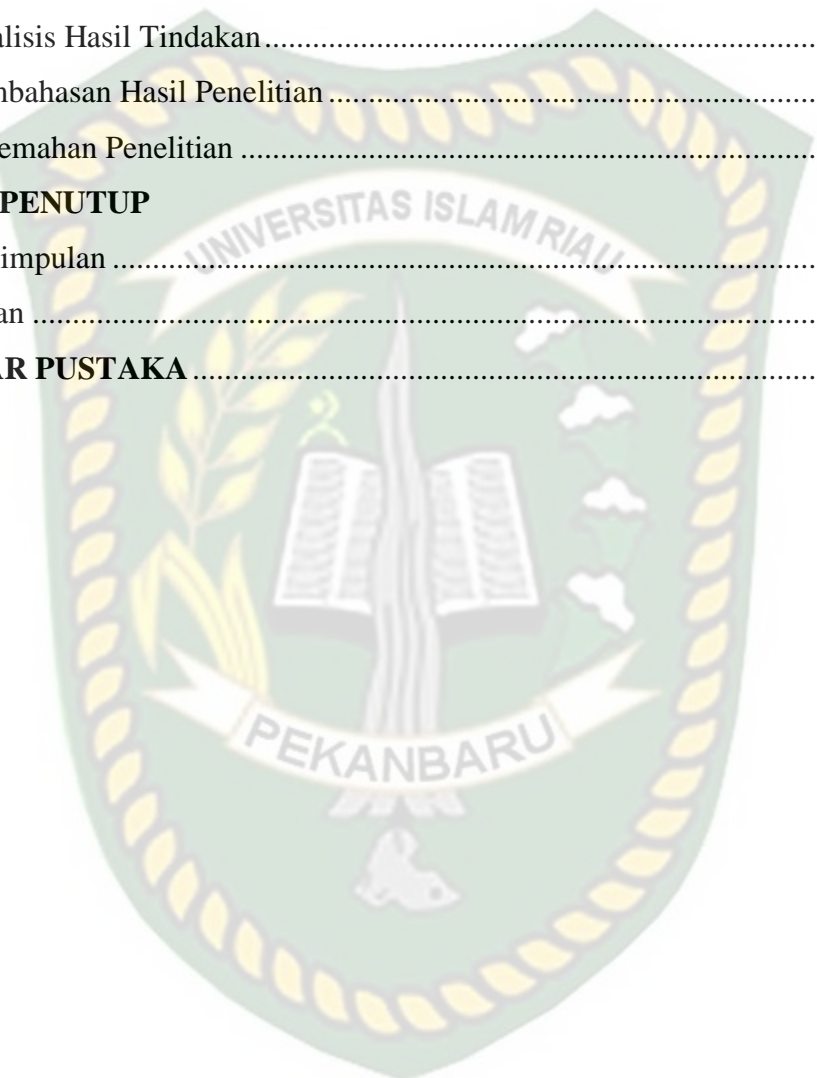 alisis Hasil Tindakan ........................................................................
nbahasan Hasil Penelitian ................................................................
emahan Penelitian ...........................................................................
PENUTUP
UNIVERSITAS ISLAM RIAU
impulan ............................................................................................
an .......................................................................................................
AR PUSTAKA ..................................................................................
PEKANBARU